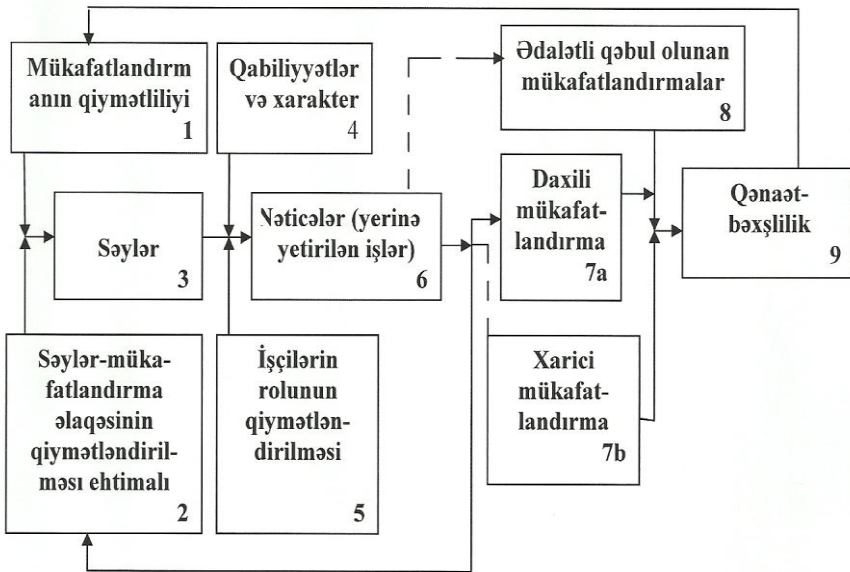 Mükafatlandırm
anın qiymətliliyi
1
Qabiliyyətlər
və xarakter
4
Ədalətli qəbul olunan
mükafatlandırmalar
8
Səylər
3
Nəticələr (yerinə
yetirilən işlər)
6
Daxili
mükafat-
landırma
7a
Qənaət-
bəxşlilik
9
Səylər-müka-
fatlandırma
əlaqəsinin
qiymətləndiril-
məsı ehtimalı
2
İşçilərin
rolunun
qiymətlən-
dirilməsi
5
Xarici
mükafat-
landırma
7b